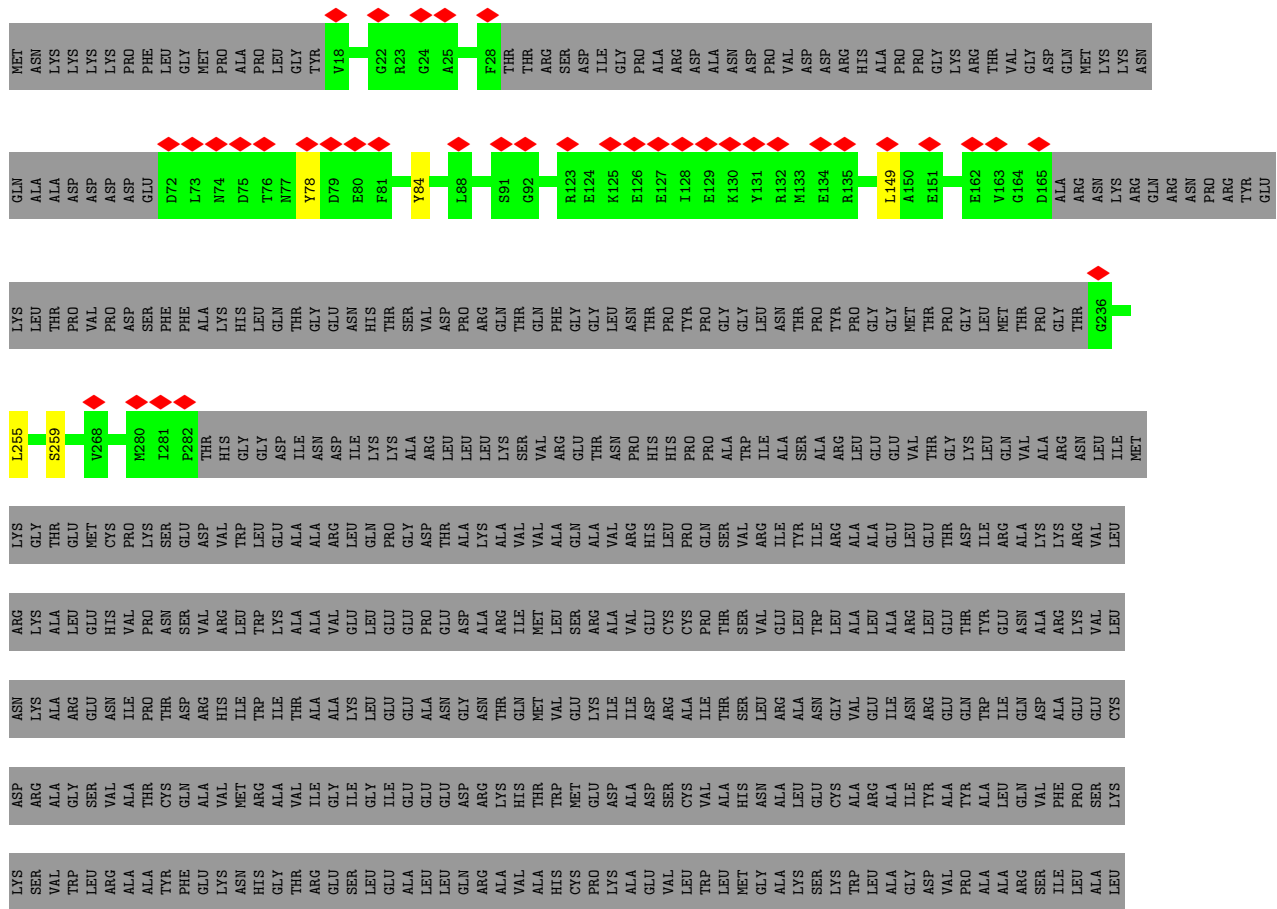 MET ASN LYS LYS LYS LYS PRO PHE LEU GLY MET PRO ALA PRO LEU GLY TYR V18 G22 R23 G24 A25 F28 THR THR ARG SER ASP ILE GLY PRO ALA ARG ASP ALA ASN ASP PRO VAL ASP ASP ARG HIS ALA PRO PRO GLY LYS ARG THR VAL GLY ASP GLN MET LYS LYS ASN
GLN ALA ALA ASP ASP ASP ASP GLU D72 L73 N74 D75 T76 N77 Y78 D79 E80 F81 Y84 L88 S91 G92 R123 E124 K125 E126 E127 I128 E129 K130 Y131 R132 M133 E134 R135 L149 A150 E151 E162 V163 G164 D165 ALA ARG ASN LYS ARG GLN ARG ASN PRO ARG TYR GLU
LYS LEU THR PRO VAL PRO ASP SER PHE PHE ALA LYS HIS LEU GLN THR GLY GLU ASN HIS THR SER VAL ASP PRO ARG GLN THR GLN PHE GLY GLY LEU ASN THR PRO TYR PRO GLY GLY LEU ASN THR PRO TYR PRO GLY GLY MET THR PRO GLY LEU MET THR PRO GLY THR G236
L255 S259 V268 M280 I281 P282 THR HIS GLY GLY ASP ILE ASN ASP ILE LYS LYS ALA ARG LEU LEU LEU LYS SER VAL ARG GLU THR ASN PRO HIS HIS PRO PRO ALA TRP ILE ALA SER ALA ARG LEU GLU GLU VAL THR GLY LYS LEU GLN VAL ALA ARG ASN LEU ILE MET
LYS GLY THR GLU MET CYS PRO LYS SER GLU ASP VAL TRP LEU GLU ALA ALA ARG LEU GLN PRO GLY ASP THR ALA LYS ALA VAL VAL ALA GLN ALA VAL ARG HIS LEU PRO GLN SER VAL ARG ILE TYR ILE ARG ALA ALA GLU LEU GLU THR ASP ILE ARG ALA LYS LYS ARG VAL LEU
ARG LYS ALA LEU GLU HIS VAL PRO ASN SER VAL ARG LEU TRP LYS ALA ALA VAL GLU LEU GLU GLU PRO GLU ASP ALA ARG ILE MET LEU SER ARG ALA VAL GLU CYS CYS PRO THR SER VAL GLU LEU TRP LEU ALA LEU ALA ARG LEU GLU THR TYR GLU ASN ALA ARG LYS VAL LEU
ASN LYS ALA ARG GLU ASN ILE PRO THR ASP ARG HIS ILE TRP ILE THR ALA ALA LYS LEU GLU GLU ALA ASN GLY ASN THR GLN MET VAL GLU LYS ILE ILE ASP ARG ALA ILE THR SER LEU ARG ALA ASN GLY VAL GLU ILE ASN ARG GLU GLN TRP ILE GLN ASP ALA GLU GLU CYS
ASP ARG ALA GLY SER VAL ALA THR CYS GLN ALA VAL MET ARG ALA VAL ILE GLY ILE GLY ILE GLU GLU GLU ASP ARG LYS HIS THR TRP MET GLU ASP ALA ASP SER CYS VAL ALA HIS ASN ALA LEU GLU CYS ALA ARG ALA ILE TYR ALA TYR ALA LEU GLN VAL PHE PRO SER LYS
LYS SER VAL TRP LEU ARG ALA ALA TYR PHE GLU LYS ASN HIS GLY THR ARG GLU SER LEU GLU ALA LEU LEU GLN ARG ALA VAL ALA HIS CYS PRO LYS ALA GLU VAL LEU TRP LEU MET GLY ALA LYS SER LYS TRP LEU ALA GLY ASP VAL PRO ALA ALA ARG SER ILE LEU ALA LEU